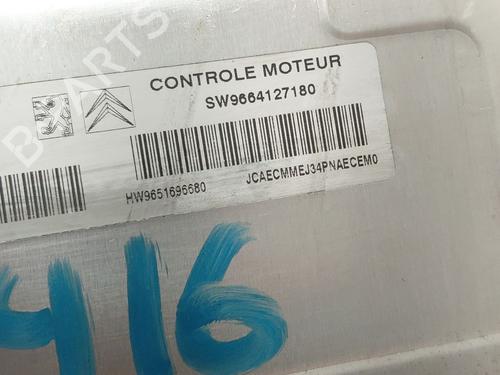 CONTROLE MOTEUR
SW9664127180
HW9651696680 JCAECMMEJ34PNAECEM0
416
B-PARTS